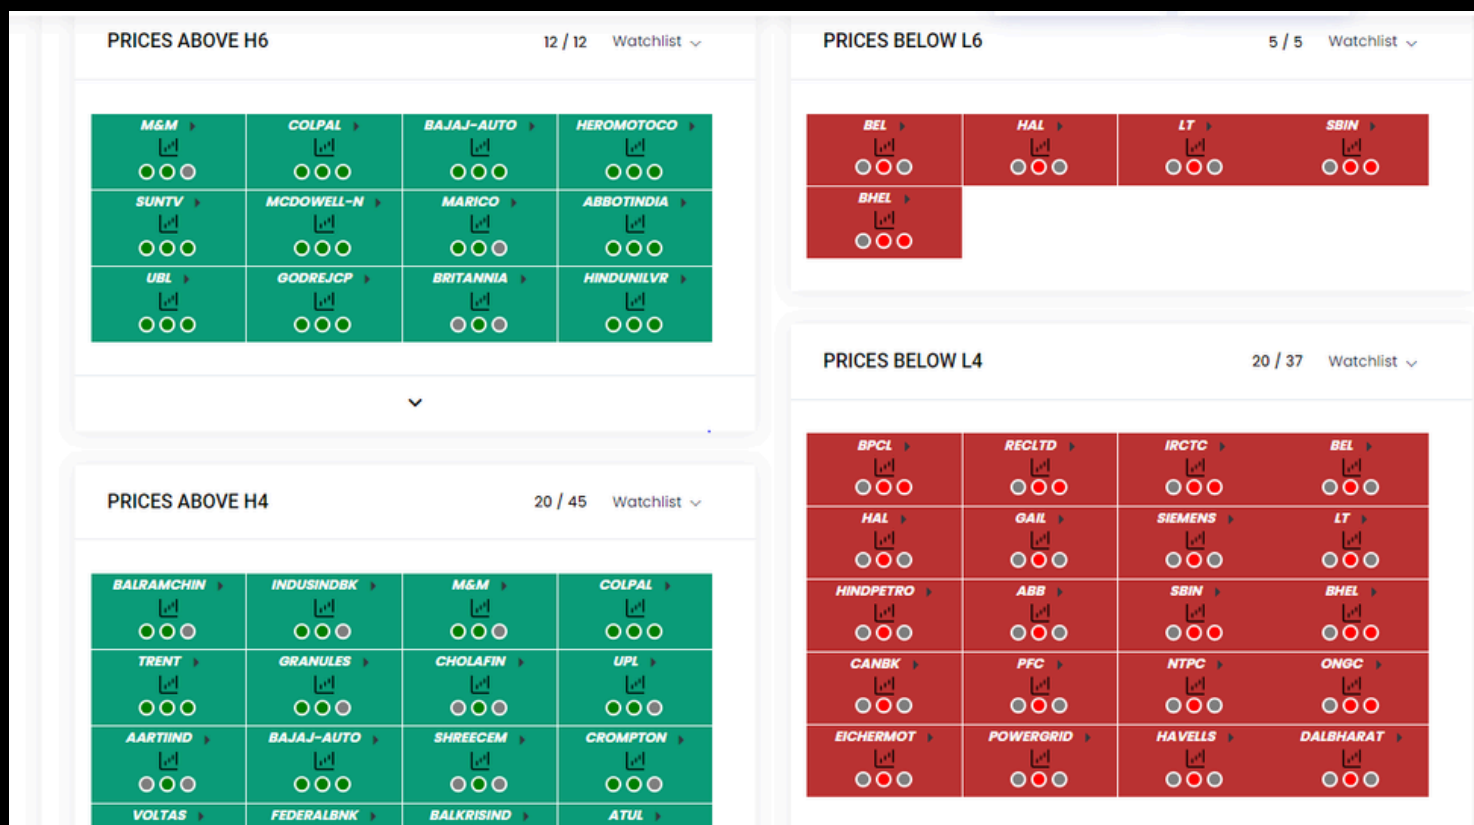 PRICES ABOVE H6 12 / 12 Watchlist
M&M COLPAL BAJAJ-AUTO HEROMOTOCO
SUNTV MCDOWELL-N MARICO ABBOTINDIA
UBL GODREJCP BRITANNIA HINDUNILVR
PRICES ABOVE H4 20 / 45 Watchlist
BALRAMCHIN INDUSINDBK M&M COLPAL
TRENT GRANULES CHOLAFIN UPL
AARTIIND BAJAJ-AUTO SHREECEM CROMPTON
VOLTAS FEDERALBNK BALKRISIND ATUL
PRICES BELOW L6 5 / 5 Watchlist
BEL HAL LT SBIN
BHEL
PRICES BELOW L4 20 / 37 Watchlist
BPCL RECLTD IRCTC BEL
HAL GAIL SIEMENS LT
HINDPETRO ABB SBIN BHEL
CANBK PFC NTPC ONGC
EICHERMOT POWERGRID HAVELLS DALBHARAT